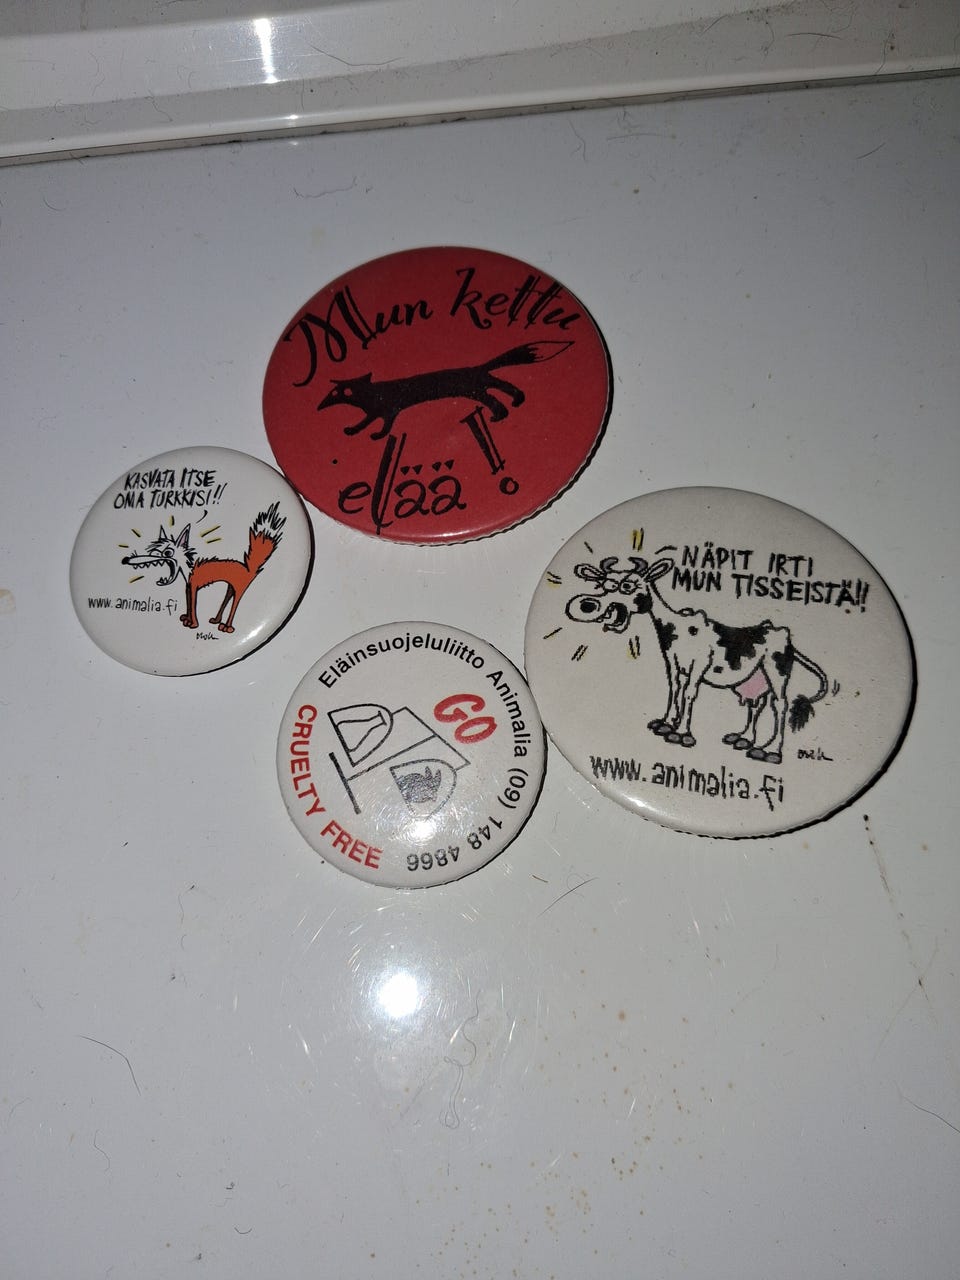 Mun kettu
elää!
KASVATA ITSE
OMA TURKKISI!!
www.animalia.fi
NÄPIT IRTI
MUN TISSEISTÄ!!
www.animalia.fi
Eläinsuojeluliitto Animalia (09) 148 4866
GO
CRUELTY FREE